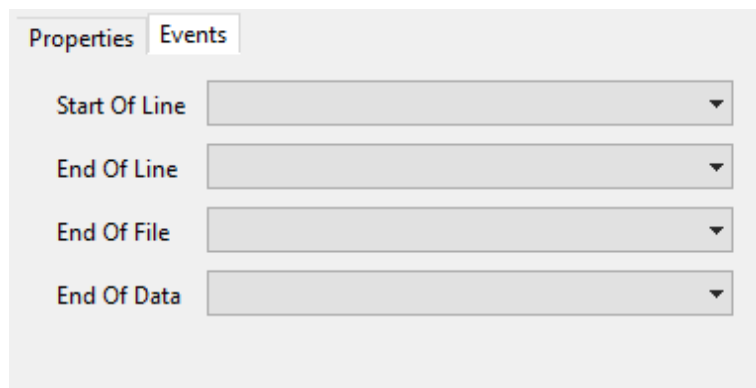 Properties Events
Start Of Line
End Of Line
End Of File
End Of Data